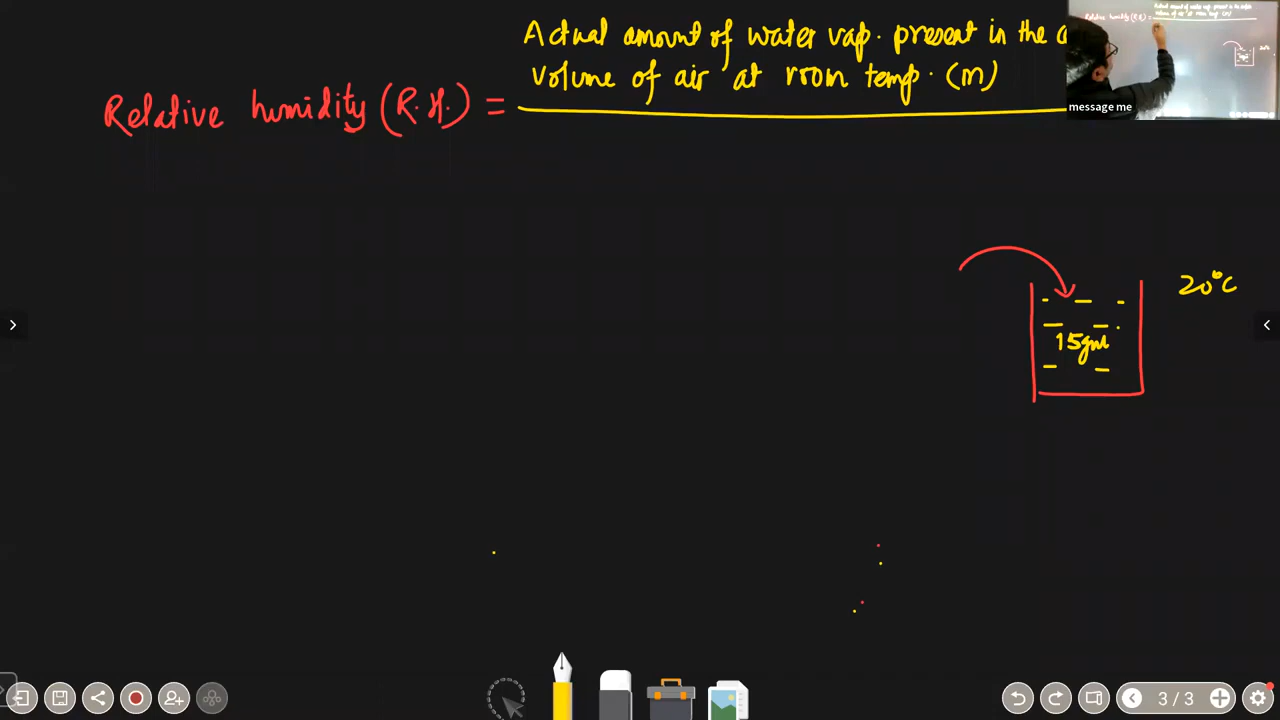 Actual amount of water vap. present in the
volume of air at room temp. (m)
Relative humidity (R.H.) =
message me
20°C
15gm
3/3